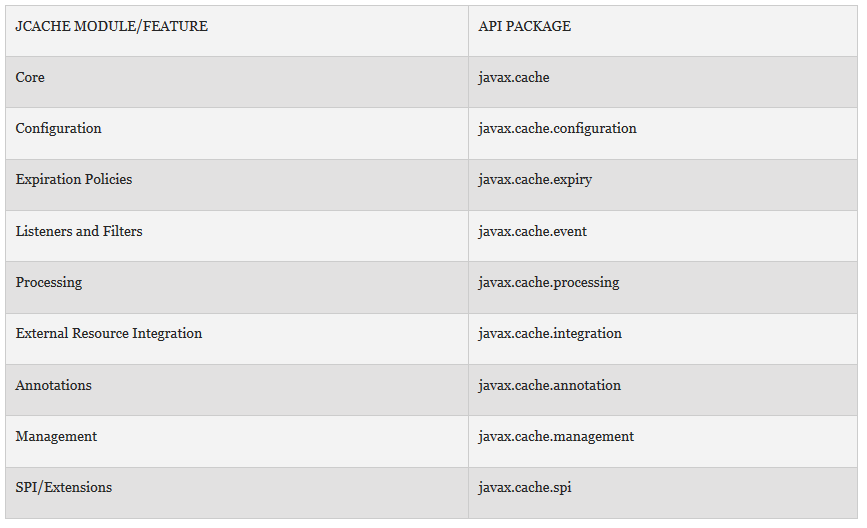 JCACHE MODULE/FEATURE API PACKAGE
Core javax.cache
Configuration javax.cache.configuration
Expiration Policies javax.cache.expiry
Listeners and Filters javax.cache.event
Processing javax.cache.processing
External Resource Integration javax.cache.integration
Annotations javax.cache.annotation
Management javax.cache.management
SPI/Extensions javax.cache.spi